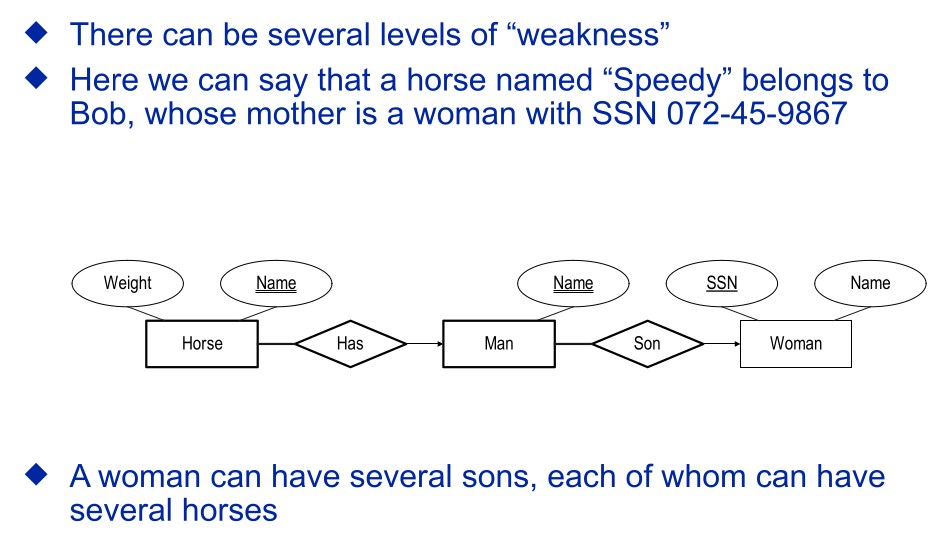 There can be several levels of “weakness”
Here we can say that a horse named “Speedy” belongs to
Bob, whose mother is a woman with SSN 072-45-9867
Weight
Name
Name
SSN
Name
Horse
Has
Man
Son
Woman
A woman can have several sons, each of whom can have
several horses